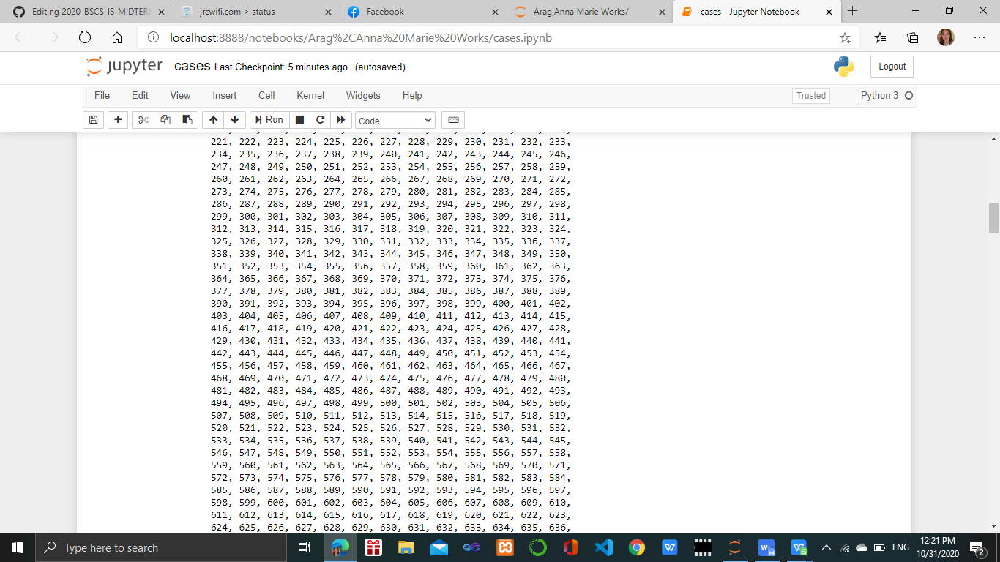 Editing 2020-BSCS-IS-MIDTERM
jrcwifi.com > status
Facebook
Arag,Anna Marie Works/
cases - Jupyter Notebook
localhost:8888/notebooks/Arag%2CAnna%20Marie%20Works/cases.ipynb
jupyter cases Last Checkpoint: 5 minutes ago (autosaved)
Logout
File Edit View Insert Cell Kernel Widgets Help
Trusted
Python 3
Run
Code
221, 222, 223, 224, 225, 226, 227, 228, 229, 230, 231, 232, 233,
234, 235, 236, 237, 238, 239, 240, 241, 242, 243, 244, 245, 246,
247, 248, 249, 250, 251, 252, 253, 254, 255, 256, 257, 258, 259,
260, 261, 262, 263, 264, 265, 266, 267, 268, 269, 270, 271, 272,
273, 274, 275, 276, 277, 278, 279, 280, 281, 282, 283, 284, 285,
286, 287, 288, 289, 290, 291, 292, 293, 294, 295, 296, 297, 298,
299, 300, 301, 302, 303, 304, 305, 306, 307, 308, 309, 310, 311,
312, 313, 314, 315, 316, 317, 318, 319, 320, 321, 322, 323, 324,
325, 326, 327, 328, 329, 330, 331, 332, 333, 334, 335, 336, 337,
338, 339, 340, 341, 342, 343, 344, 345, 346, 347, 348, 349, 350,
351, 352, 353, 354, 355, 356, 357, 358, 359, 360, 361, 362, 363,
364, 365, 366, 367, 368, 369, 370, 371, 372, 373, 374, 375, 376,
377, 378, 379, 380, 381, 382, 383, 384, 385, 386, 387, 388, 389,
390, 391, 392, 393, 394, 395, 396, 397, 398, 399, 400, 401, 402,
403, 404, 405, 406, 407, 408, 409, 410, 411, 412, 413, 414, 415,
416, 417, 418, 419, 420, 421, 422, 423, 424, 425, 426, 427, 428,
429, 430, 431, 432, 433, 434, 435, 436, 437, 438, 439, 440, 441,
442, 443, 444, 445, 446, 447, 448, 449, 450, 451, 452, 453, 454,
455, 456, 457, 458, 459, 460, 461, 462, 463, 464, 465, 466, 467,
468, 469, 470, 471, 472, 473, 474, 475, 476, 477, 478, 479, 480,
481, 482, 483, 484, 485, 486, 487, 488, 489, 490, 491, 492, 493,
494, 495, 496, 497, 498, 499, 500, 501, 502, 503, 504, 505, 506,
507, 508, 509, 510, 511, 512, 513, 514, 515, 516, 517, 518, 519,
520, 521, 522, 523, 524, 525, 526, 527, 528, 529, 530, 531, 532,
533, 534, 535, 536, 537, 538, 539, 540, 541, 542, 543, 544, 545,
546, 547, 548, 549, 550, 551, 552, 553, 554, 555, 556, 557, 558,
559, 560, 561, 562, 563, 564, 565, 566, 567, 568, 569, 570, 571,
572, 573, 574, 575, 576, 577, 578, 579, 580, 581, 582, 583, 584,
585, 586, 587, 588, 589, 590, 591, 592, 593, 594, 595, 596, 597,
598, 599, 600, 601, 602, 603, 604, 605, 606, 607, 608, 609, 610,
611, 612, 613, 614, 615, 616, 617, 618, 619, 620, 621, 622, 623,
624, 625, 626, 627, 628, 629, 630, 631, 632, 633, 634, 635, 636,
Type here to search
ENG
12:21 PM
10/31/2020
2